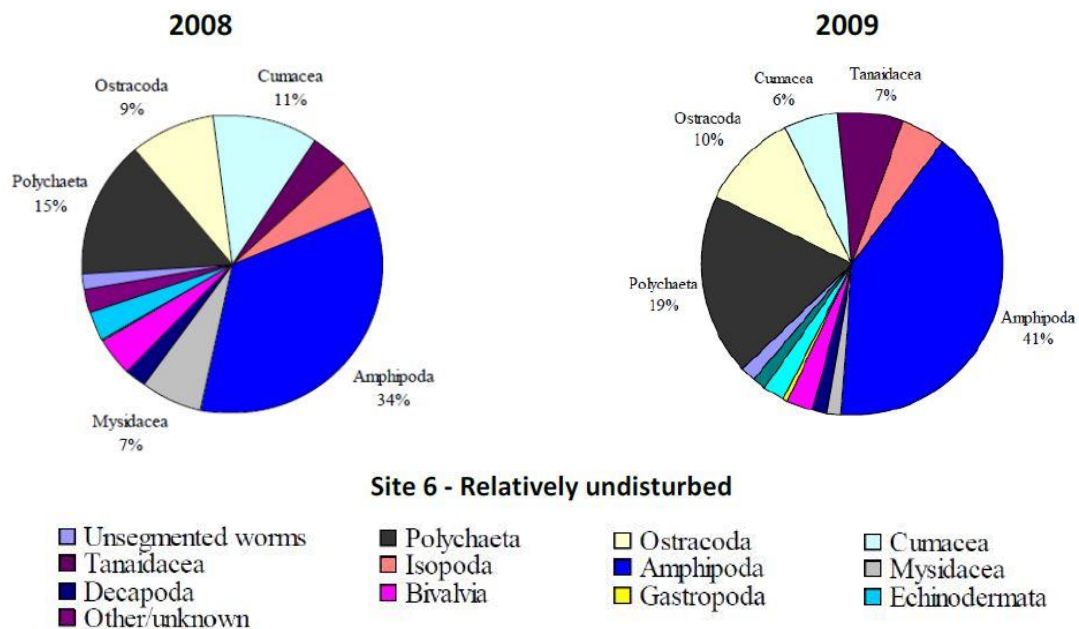 2008
2009
Ostracoda
9%
Cumacea
11%
Polychaeta
15%
Amphipoda
34%
Mysidacea
7%
Cumacea
6%
Tanaidacea
7%
Ostracoda
10%
Polychaeta
19%
Amphipoda
41%
Site 6 - Relatively undisturbed
Unsegmented worms
Polychaeta
Ostracoda
Cumacea
Tanaidacea
Isopoda
Amphipoda
Mysidacea
Decapoda
Bivalvia
Gastropoda
Echinodermata
Other/unknown